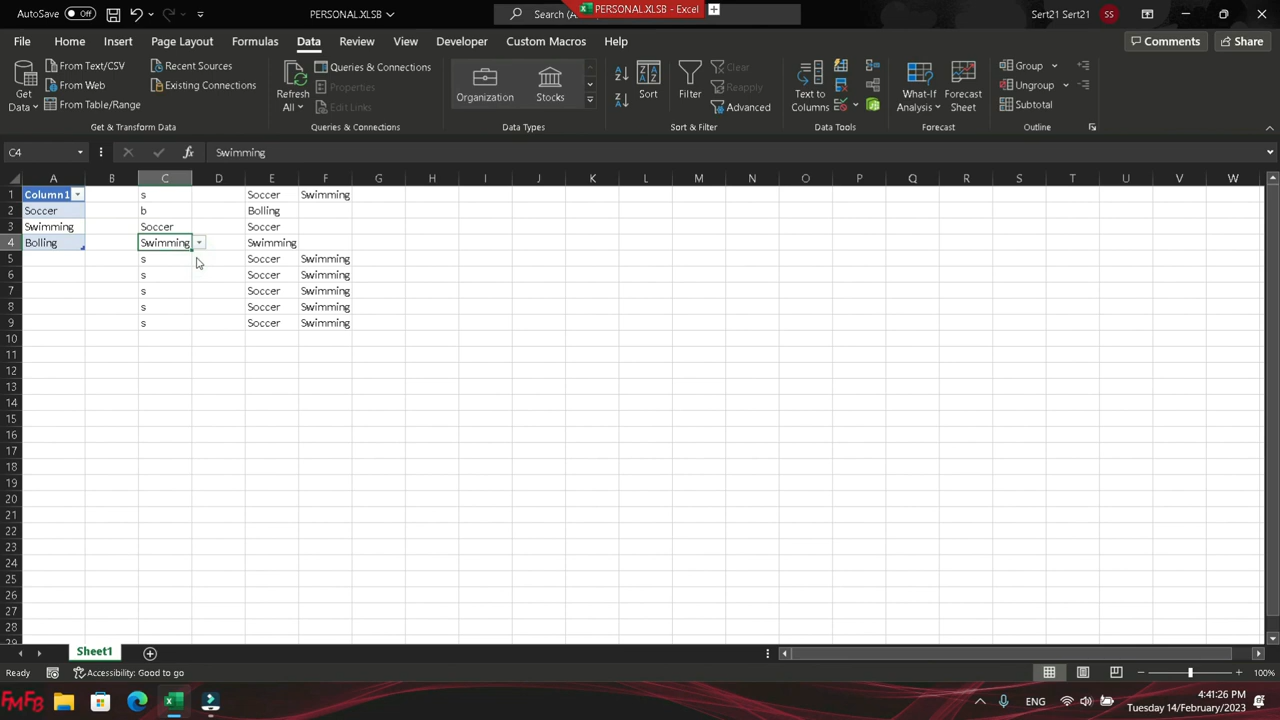 AutoSave Off
PERSONAL.XLSB
Search (A
PERSONAL.XLSB - Excel
Sert21 Sert21 SS
File Home Insert Page Layout Formulas Data Review View Developer Custom Macros Help Comments Share
Get Data
From Text/CSV
From Web
From Table/Range
Recent Sources
Existing Connections
Get & Transform Data
Refresh All
Queries & Connections
Properties
Edit Links
Queries & Connections
Organization
Stocks
Data Types
Sort
Filter
Clear
Reapply
Advanced
Sort & Filter
Text to Columns
Data Tools
What-If Analysis
Forecast Sheet
Forecast
Group
Ungroup
Subtotal
Outline
C4 fx Swimming
A B C D E F G H I J K L M N O P Q R S T U V W
1 Column1 s Soccer Swimming
2 Soccer b Bolling
3 Swimming Soccer Soccer
4 Bolling Swimming Swimming
5 s Soccer Swimming
6 s Soccer Swimming
7 s Soccer Swimming
8 s Soccer Swimming
9 s Soccer Swimming
10
11
12
13
14
15
16
17
18
19
20
21
22
23
24
25
26
27
28
29
Sheet1
Ready Accessibility: Good to go 100%
FMFB ENG 4:41:26 PM
Tuesday 14/February/2023